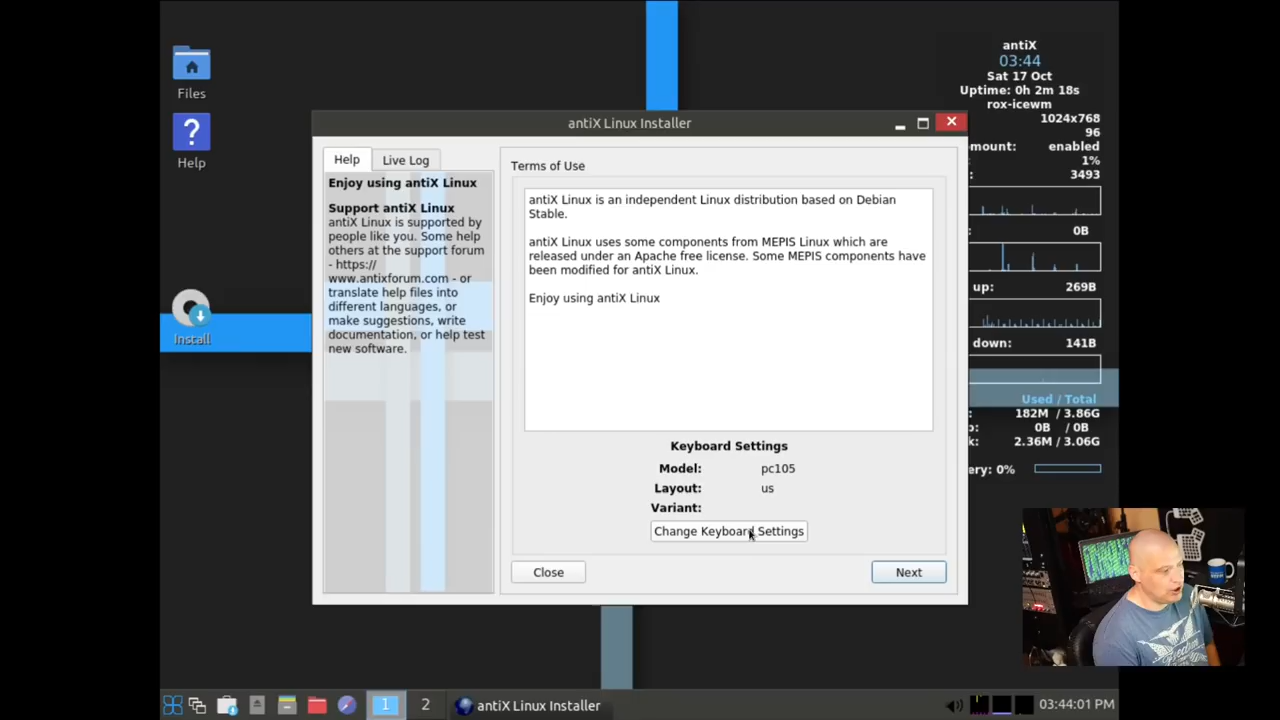 Files
Help
Install
antiX
03:44
Sat 17 Oct
Uptime: 0h 2m 18s
rox-icewm
1024x768
96
mount: enabled
1%
: 3493
0B
up: 269B
down: 141B
Used / Total
: 182M / 3.86G
p: 0B / 0B
k: 2.36M / 3.06G
ery: 0%
antiX Linux Installer
Help
Live Log
Enjoy using antiX Linux
Support antiX Linux
antiX Linux is supported by
people like you. Some help
others at the support forum
- https://
www.antixforum.com - or
translate help files into
different languages, or
make suggestions, write
documentation, or help test
new software.
Terms of Use
antiX Linux is an independent Linux distribution based on Debian
Stable.
antiX Linux uses some components from MEPIS Linux which are
released under an Apache free license. Some MEPIS components have
been modified for antiX Linux.
Enjoy using antiX Linux
Keyboard Settings
Model: pc105
Layout: us
Variant:
Change Keyboard Settings
Close
Next
1
2
antiX Linux Installer
03:44:01 PM